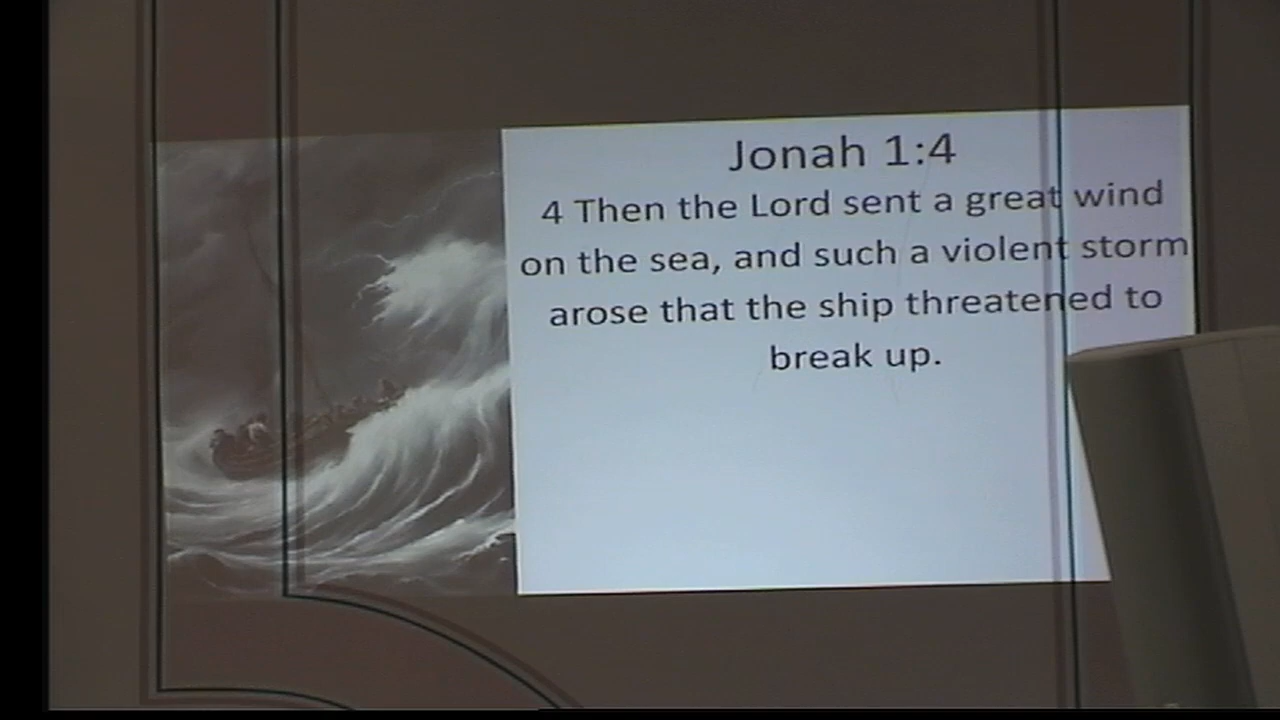 Jonah 1:4
4 Then the Lord sent a great wind
on the sea, and such a violent storm
arose that the ship threatened to
break up.